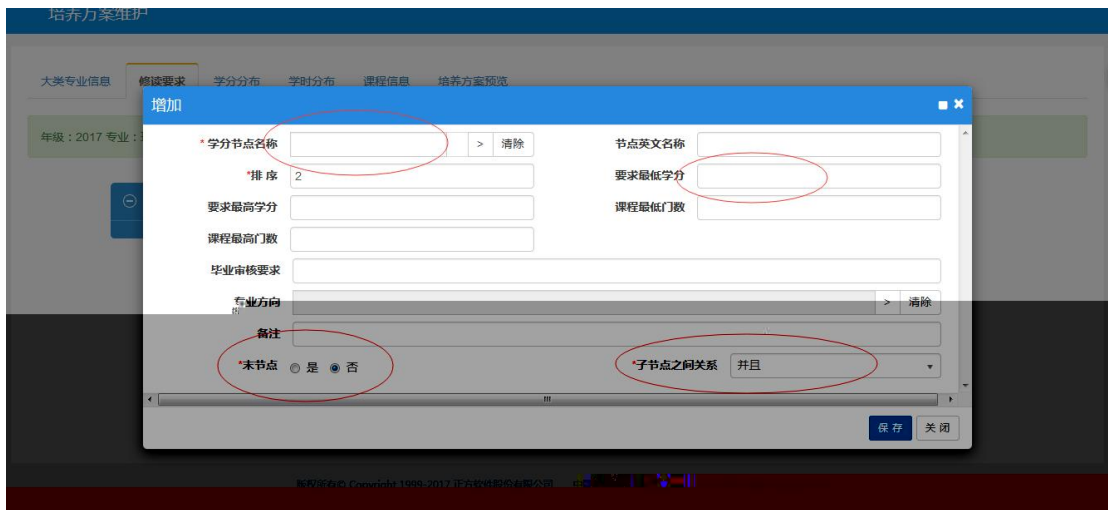 培养方案维护
大类专业信息 修读要求 学分分布 学时分布 课程信息 培养方案预览
增加
年级：2017 专业：
* 学分节点名称 > 清除 节点英文名称
*排 序 2 要求最低学分
要求最高学分 课程最低门数
课程最高门数
毕业审核要求
专业方向 > 清除
备注
*末节点 是 否 *子节点之间关系 并且
保 存 关 闭
版权所有© Copyright 1999-2017 正方软件股份有限公司